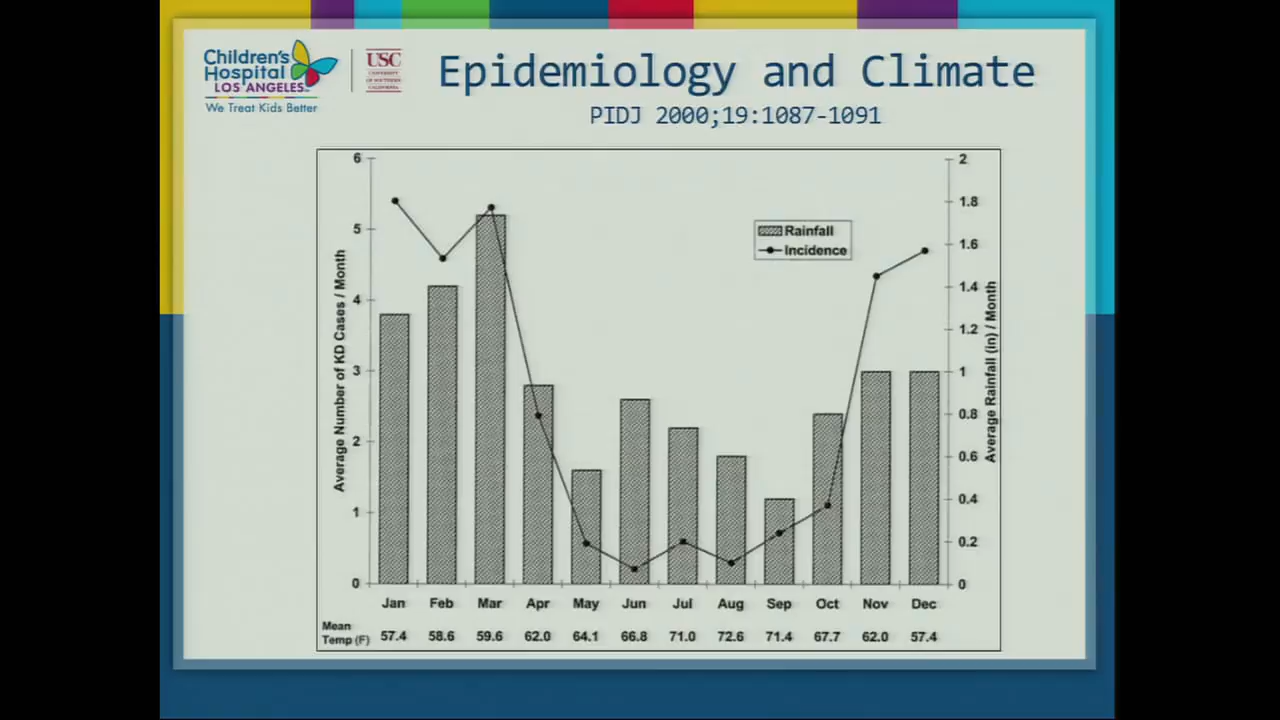 Children's
Hospital
LOS ANGELES
We Treat Kids Better
USC
UNIVERSITY
OF SOUTHERN
CALIFORNIA
Epidemiology and Climate
PIDJ 2000;19:1087-1091
Average Number of KD Cases / Month
6
5
4
3
2
1
0
Rainfall
Incidence
2
1.8
1.6
1.4
1.2
1
0.8
0.6
0.4
0.2
0
Average Rainfall (in) / Month
Jan Feb Mar Apr May Jun Jul Aug Sep Oct Nov Dec
Mean
Temp (F) 57.4 58.6 59.6 62.0 64.1 66.8 71.0 72.6 71.4 67.7 62.0 57.4